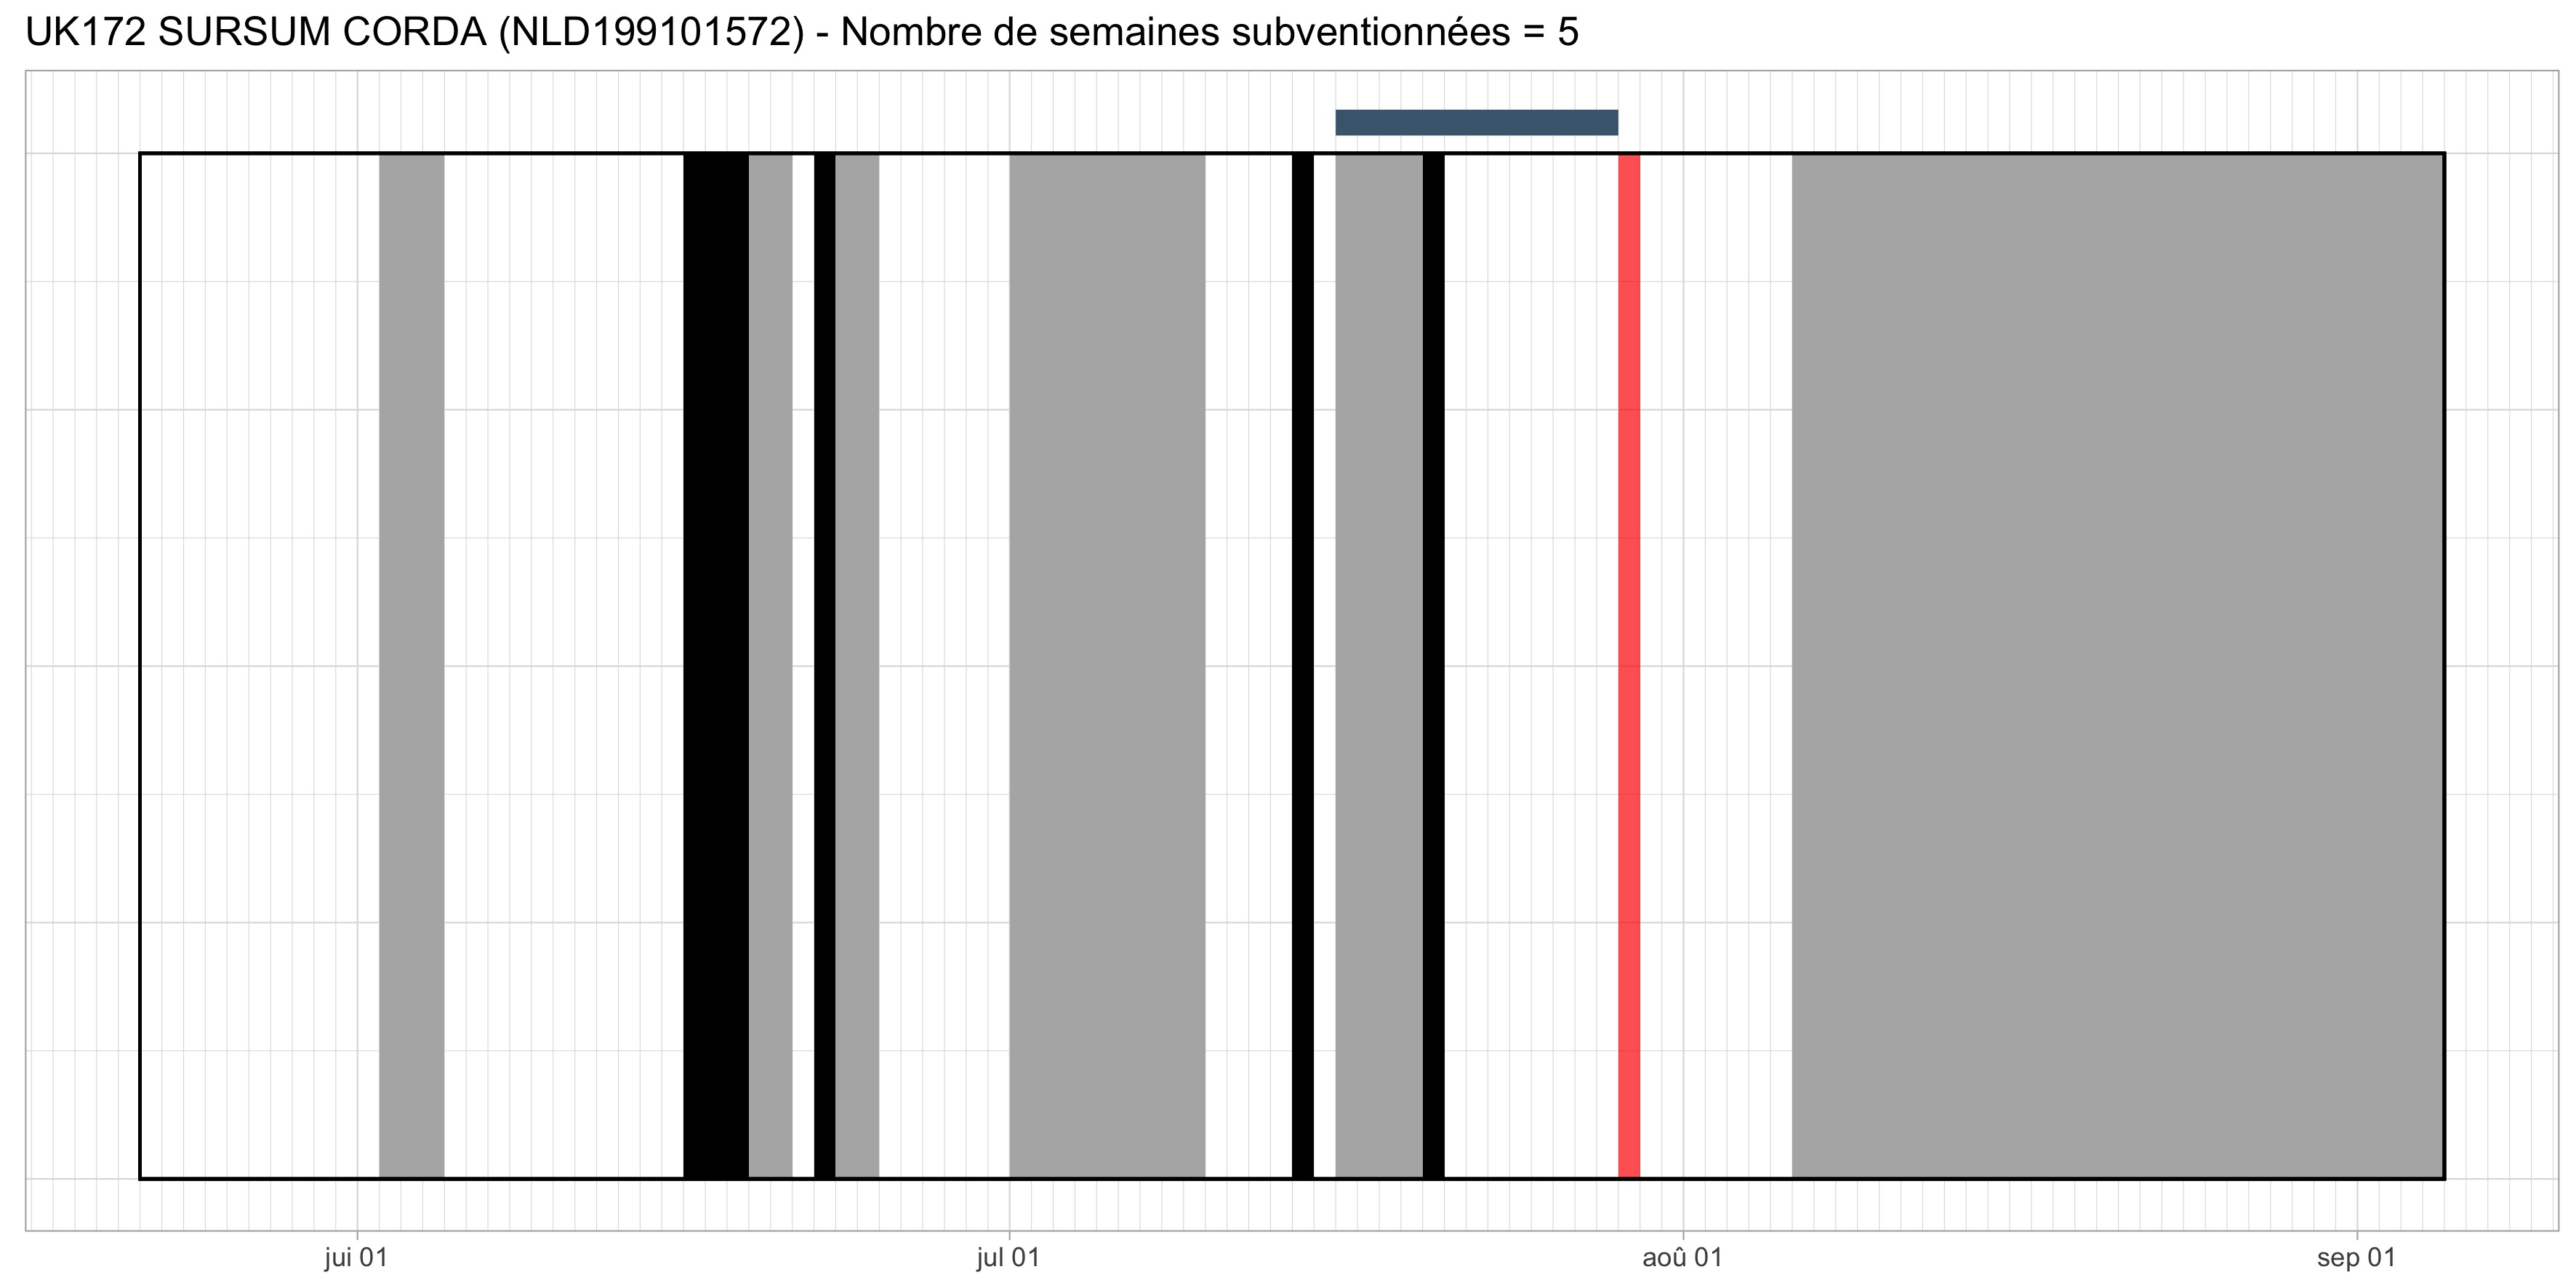 UK172 SURSUM CORDA (NLD199101572) - Nombre de semaines subventionnées = 5
jui 01 jul 01 aoû 01 sep 01